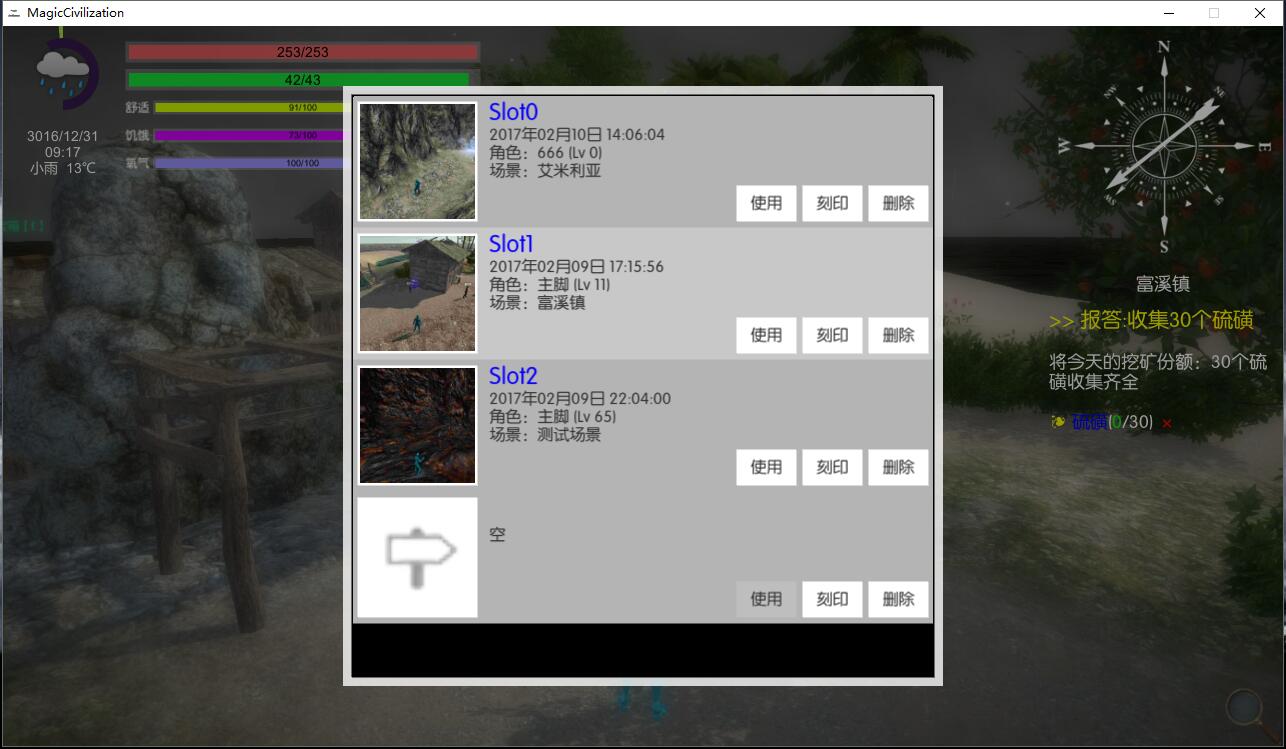 MagicCivilization
253/253
42/43
舒适
91/100
饥饿
73/100
氧气
100/100
3016/12/31
09:17
小雨 13℃
Slot0
2017年02月10日 14:06:04
角色：666 (Lv 0)
场景：艾米利亚
使用
刻印
删除
Slot1
2017年02月09日 17:15:56
角色：主脚 (Lv 11)
场景：富溪镇
使用
刻印
删除
Slot2
2017年02月09日 22:04:00
角色：主脚 (Lv 65)
场景：测试场景
使用
刻印
删除
空
使用
刻印
删除
N
NW
NE
W
E
S
富溪镇
>> 报答:收集30个硫磺
将今天的挖矿份额：30个硫
磺收集齐全
硫磺(0/30)